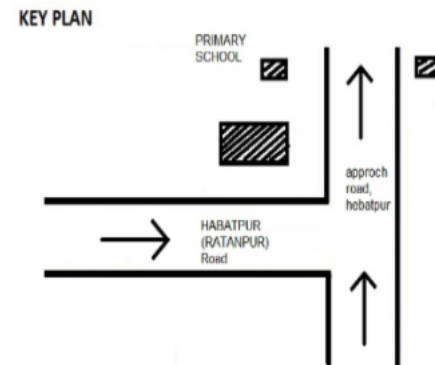 KEY PLAN
PRIMARY
SCHOOL
approch
road,
hebatpur
HABATPUR
(RATANPUR)
Road